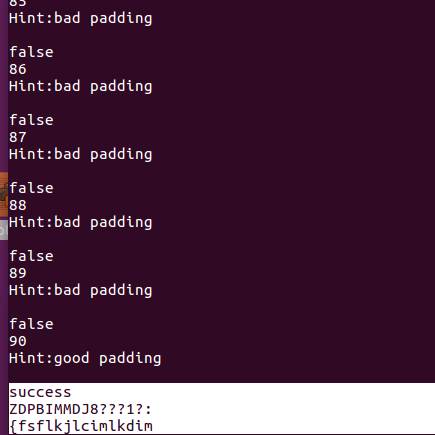 85
Hint:bad padding
false
86
Hint:bad padding
false
87
Hint:bad padding
false
88
Hint:bad padding
false
89
Hint:bad padding
false
90
Hint:good padding
success
ZDPBIMMDJ8???1?:
{fsflkjlcimlkdim